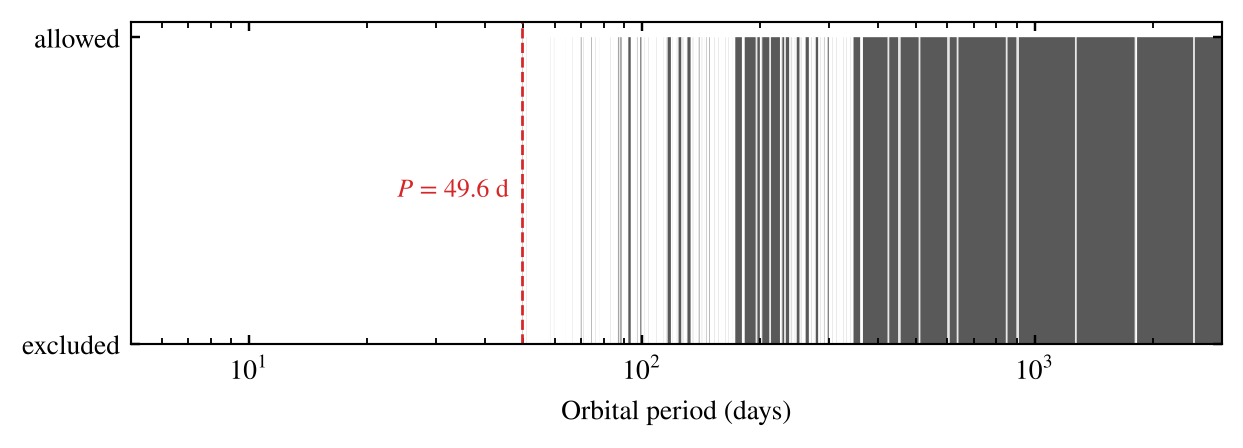 allowed
P = 49.6 d
excluded
10¹ 10² 10³
Orbital period (days)